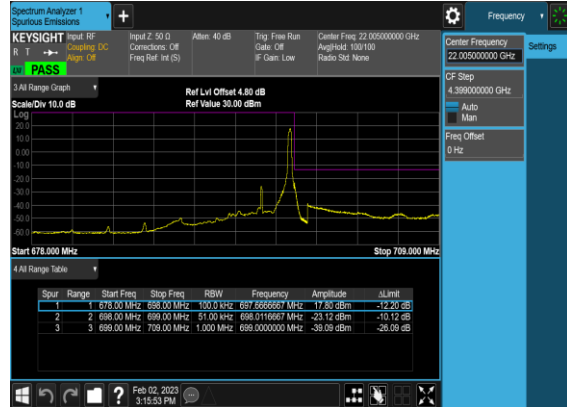 Spectrum Analyzer 1
Spurious Emissions
+
Frequency
KEYSIGHT
Input: RF
Coupling: DC
Align: Off
Input Z: 50 Ω
Corrections: Off
Freq Ref: Int (S)
Atten: 40 dB
Trig: Free Run
Gate: Off
IF Gain: Low
Center Freq: 22.005000000 GHz
Avg|Hold: 100/100
Radio Std: None
R T
PASS
Center Frequency
22.005000000 GHz
Settings
CF Step
4.399000000 GHz
Auto
Man
Freq Offset
0 Hz
3 All Range Graph
Ref Lvl Offset 4.80 dB
Scale/Div 10.0 dB
Ref Value 30.00 dBm
Log
20.0
10.0
0.00
-10.0
-20.0
-30.0
-40.0
-50.0
-60.0
Start 678.000 MHz
Stop 709.000 MHz
4 All Range Table
Spur Range Start Freq Stop Freq RBW Frequency Amplitude ΔLimit
1 1 678.00 MHz 698.00 MHz 100.0 kHz 697.6666667 MHz 17.80 dBm -12.20 dB
2 2 698.00 MHz 699.00 MHz 51.00 kHz 698.0116667 MHz -23.12 dBm -10.12 dB
3 3 699.00 MHz 709.00 MHz 1.000 MHz 699.0000000 MHz -39.09 dBm -26.09 dB
?
Feb 02, 2023
3:15:53 PM